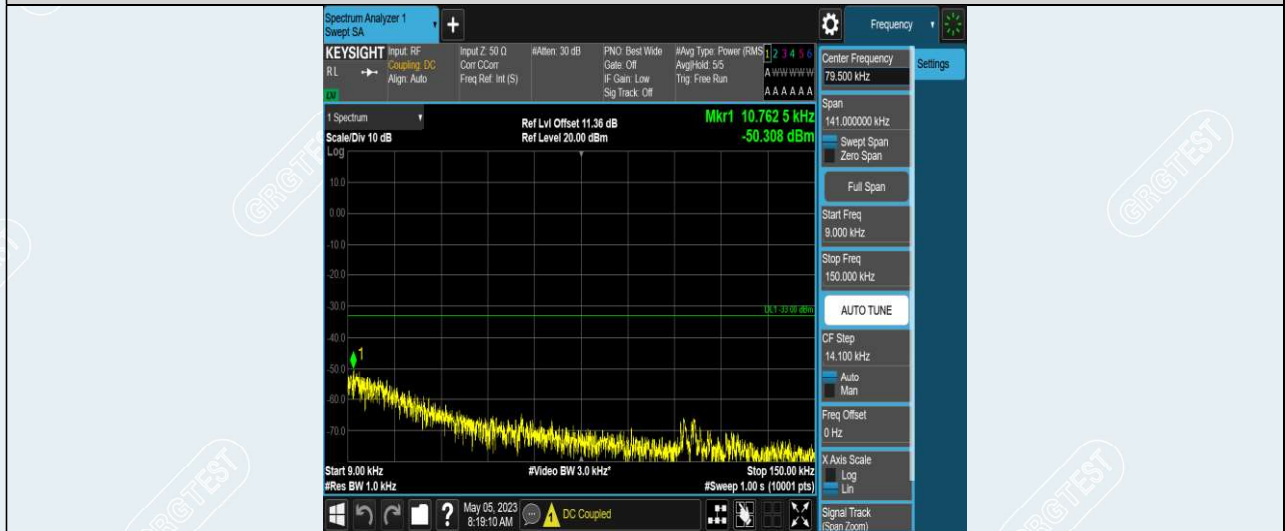 Spectrum Analyzer 1
Swept SA
+
Frequency
KEYSIGHT
RL
LXI
Input: RF
Coupling: DC
Align: Auto
Input Z: 50 Ω
Corr CCorr
Freq Ref: Int (S)
#Atten: 30 dB
PNO: Best Wide
Gate: Off
IF Gain: Low
Sig Track: Off
#Avg Type: Power (RMS
Avg|Hold: 5/5
Trig: Free Run
1 2 3 4 5 6
A W W W W W
A A A A A A
1 Spectrum
Scale/Div 10 dB
Ref Lvl Offset 11.36 dB
Ref Level 20.00 dBm
Mkr1 10.762 5 kHz
-50.308 dBm
Log
10.0
0.00
-10.0
-20.0
-30.0
DL1 -33.00 dBm
-40.0
1
-50.0
-60.0
-70.0
Start 9.00 kHz
#Video BW 3.0 kHz*
Stop 150.00 kHz
#Res BW 1.0 kHz
#Sweep 1.00 s (10001 pts)
?
May 05, 2023
8:19:10 AM
DC Coupled
Center Frequency
79.500 kHz
Settings
Span
141.000000 kHz
Swept Span
Zero Span
Full Span
Start Freq
9.000 kHz
Stop Freq
150.000 kHz
AUTO TUNE
CF Step
14.100 kHz
Auto
Man
Freq Offset
0 Hz
X Axis Scale
Log
Lin
Signal Track
(Span Zoom)
GRGTEST
GRGTEST
GRGTEST
GRGTEST